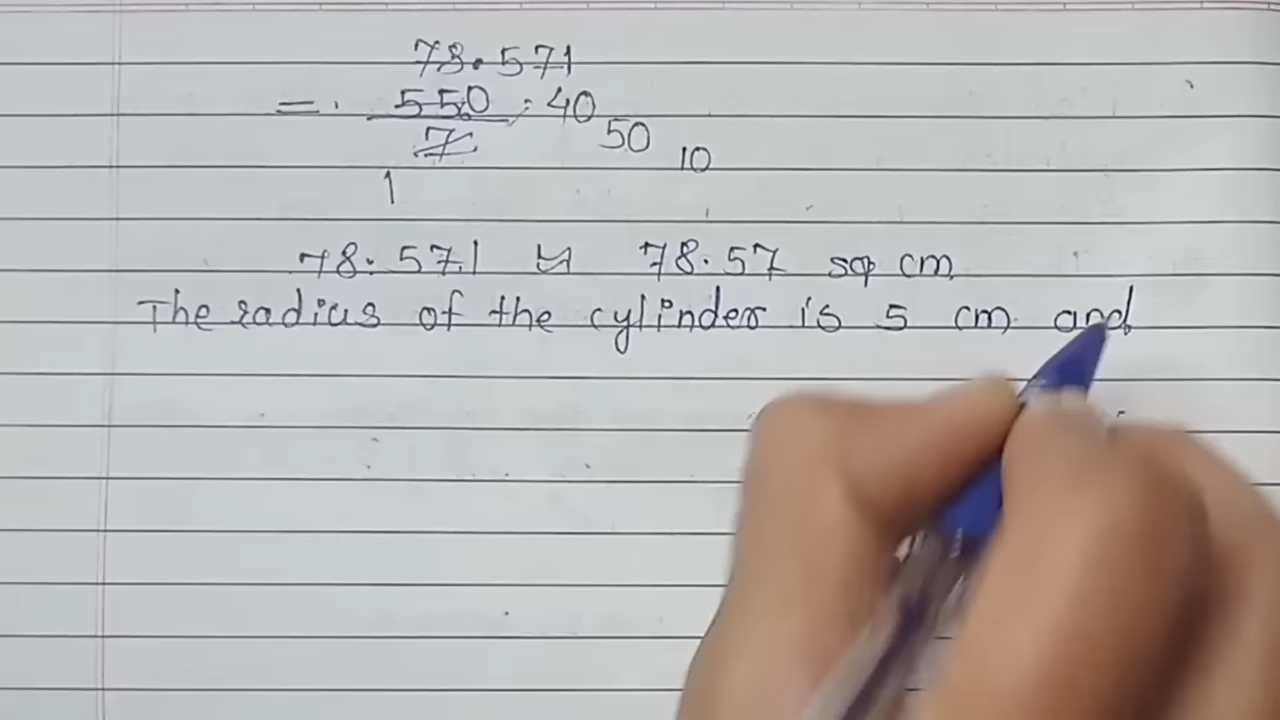 78.571
= 550 40 50 10
7
1
78.571 ≈ 78.57 sq cm
The radius of the cylinder is 5 cm and